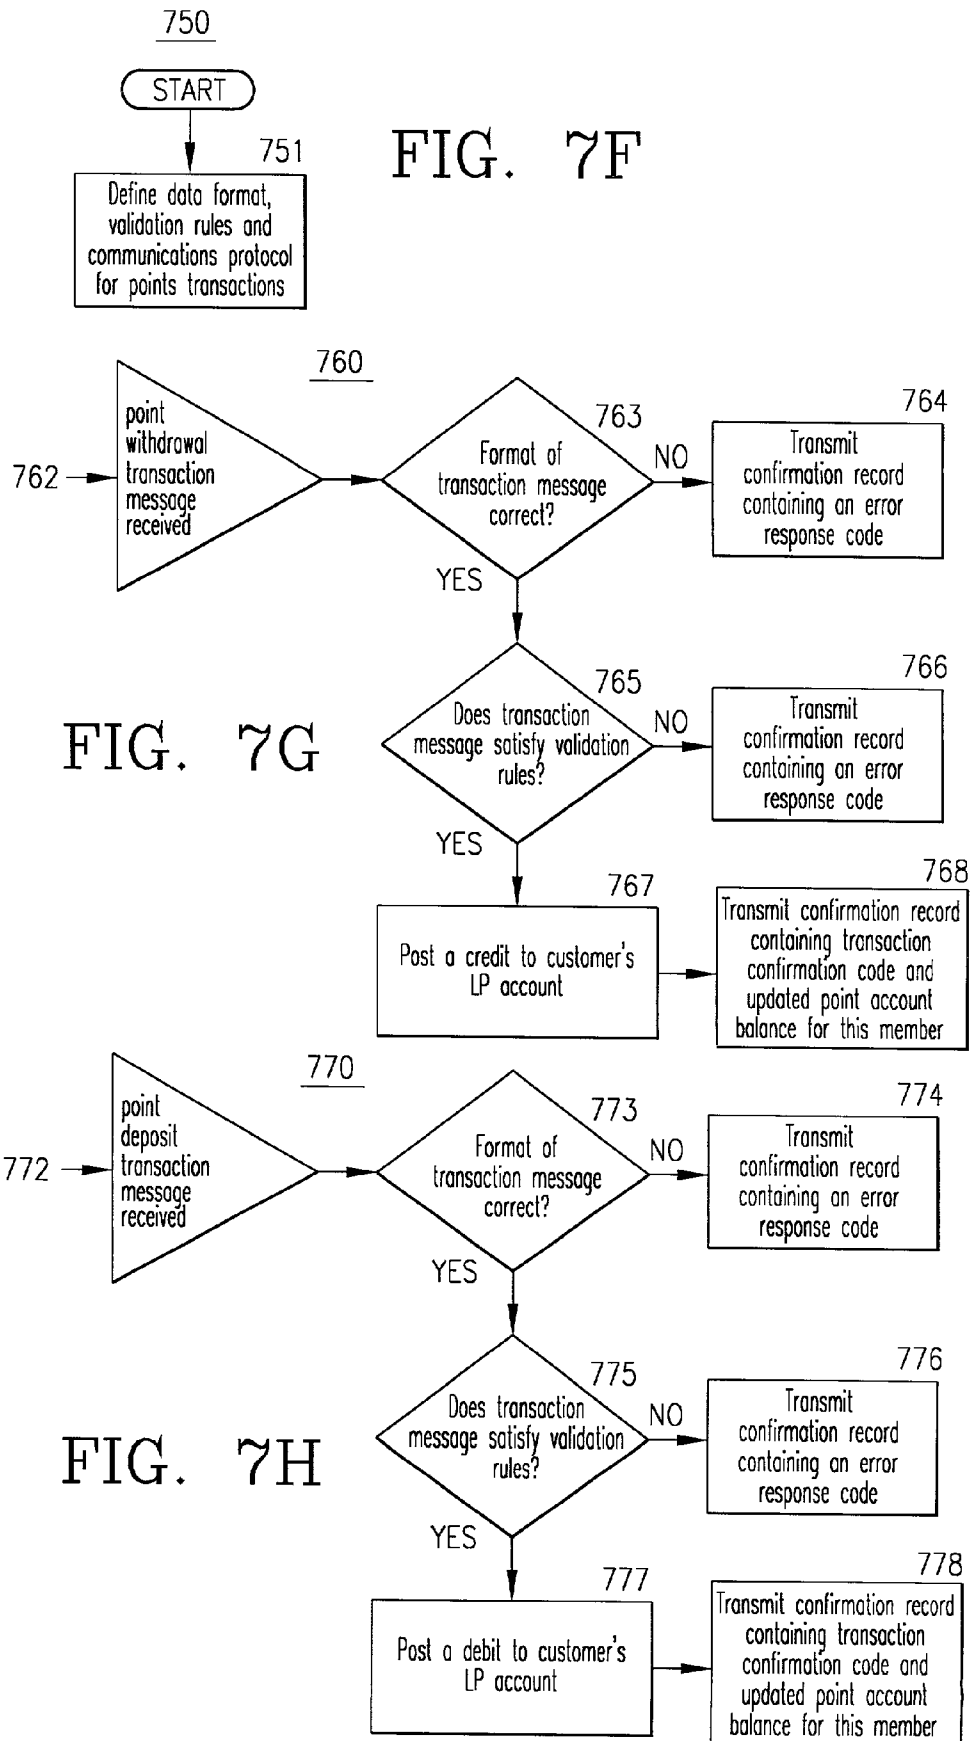 750
START
751
FIG. 7F
Define data format,
validation rules and
communications protocol
for points transactions
760
762
point
withdrawal
transaction
message
received
763
Format of
transaction message
correct?
NO
YES
764
Transmit
confirmation record
containing an error
response code
FIG. 7G
765
Does transaction
message satisfy validation
rules?
NO
YES
766
Transmit
confirmation record
containing an error
response code
767
Post a credit to customer's
LP account
768
Transmit confirmation record
containing transaction
confirmation code and
updated point account
balance for this member
770
772
point
deposit
transaction
message
received
773
Format of
transaction message
correct?
NO
YES
774
Transmit
confirmation record
containing an error
response code
FIG. 7H
775
Does transaction
message satisfy validation
rules?
NO
YES
776
Transmit
confirmation record
containing an error
response code
777
Post a debit to customer's
LP account
778
Transmit confirmation record
containing transaction
confirmation code and
updated point account
balance for this member